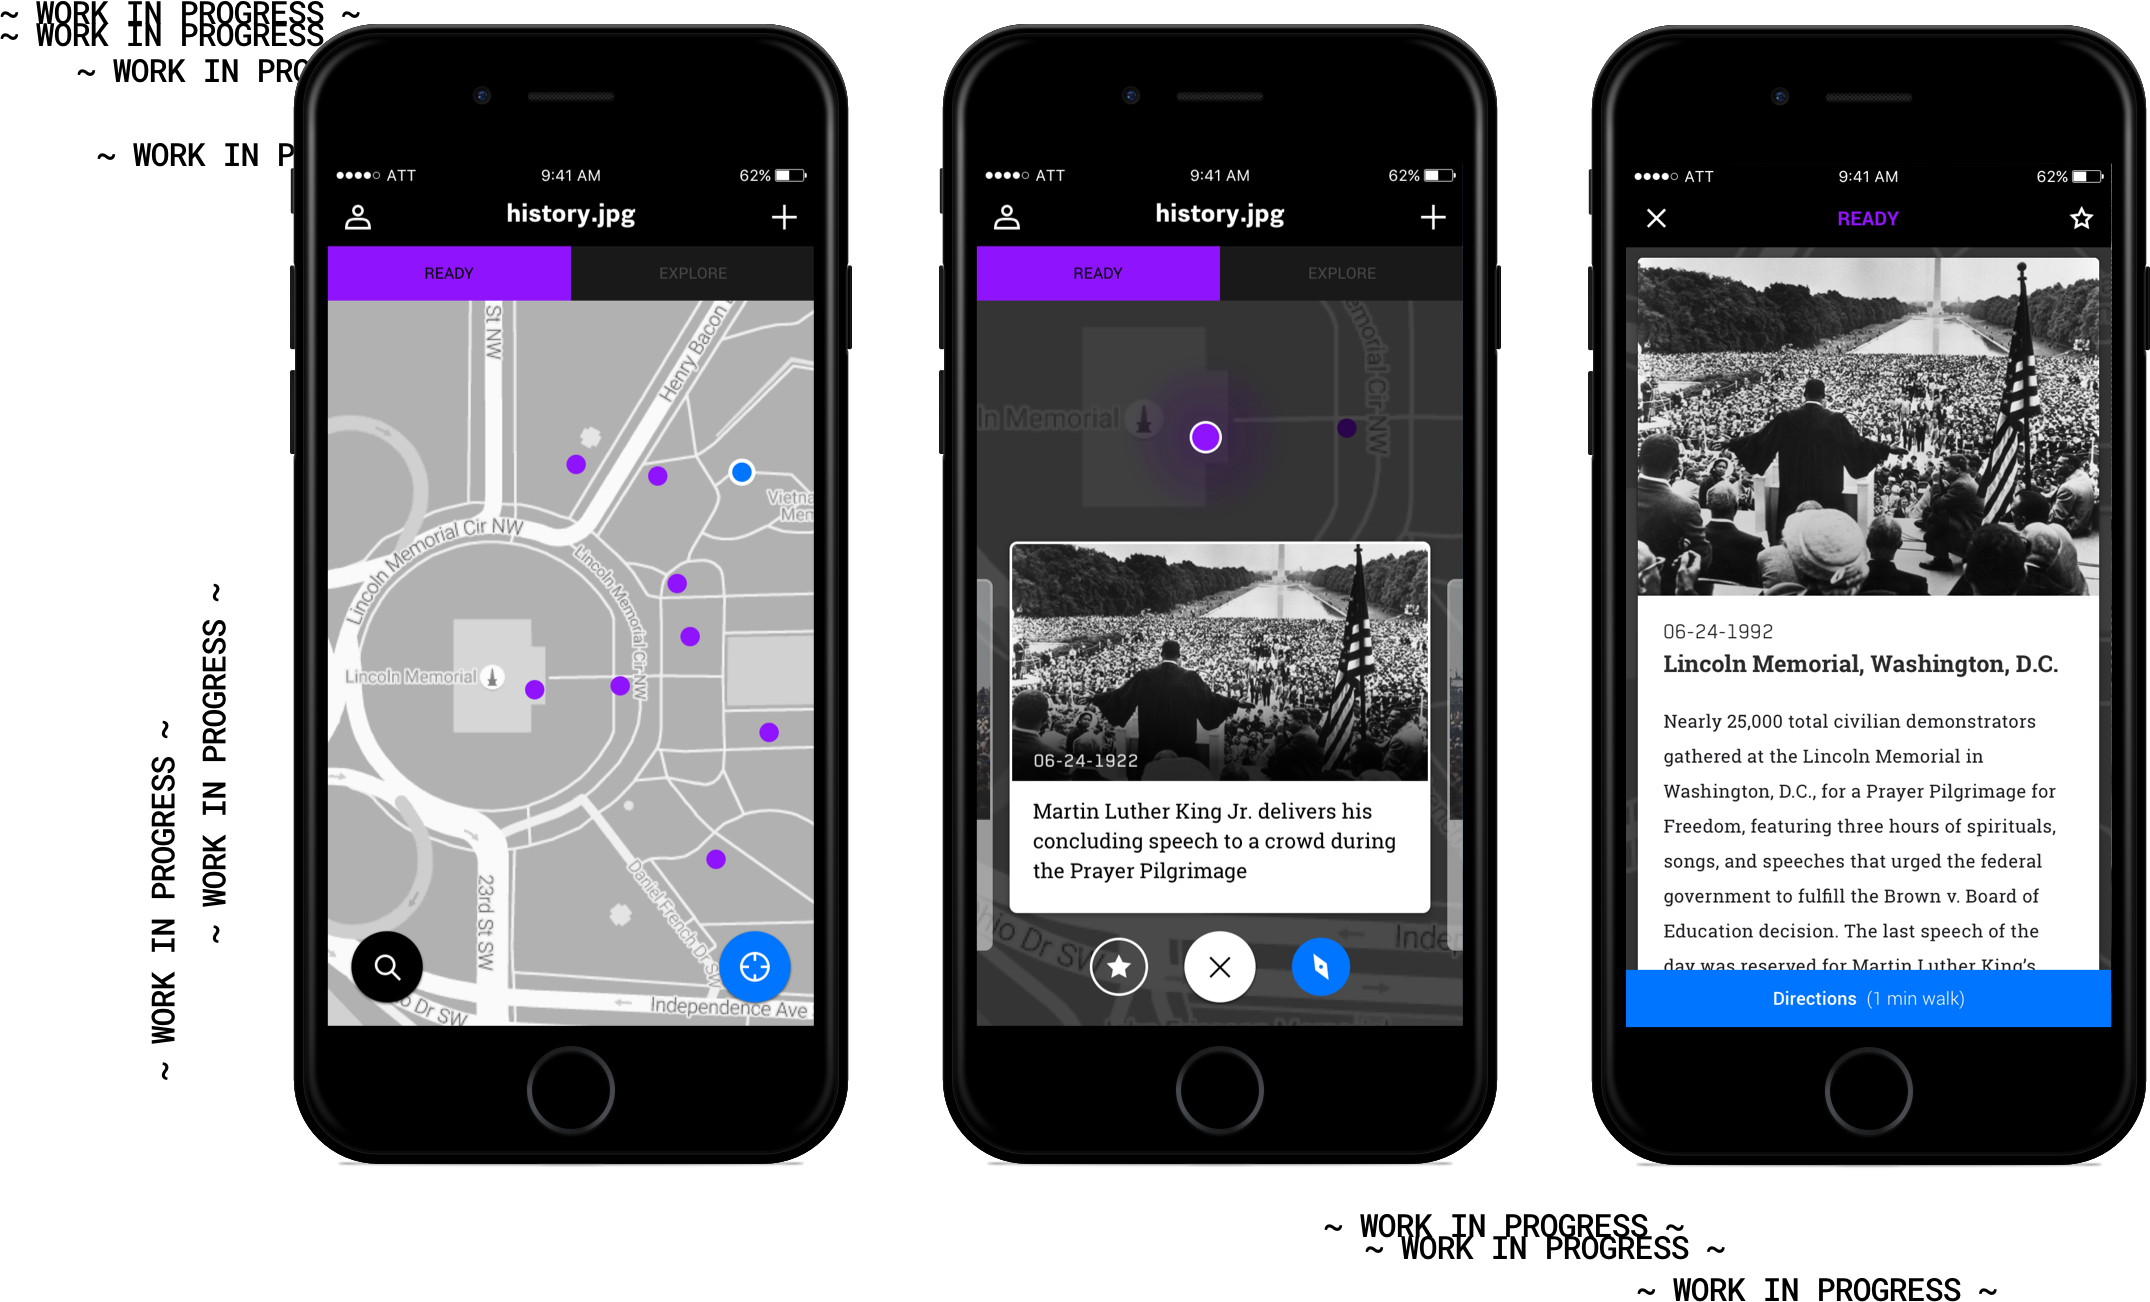 ~ WORK IN PROGRESS ~
~ WORK IN PROGRESS
~ WORK IN PRO
~ WORK IN P
~ WORK IN PROGRESS ~
~ WORK IN PROGRESS ~
ATT 9:41 AM 62%
history.jpg
READY EXPLORE
St NW
Henry Bacon
Vietna
Mem
Lincoln Memorial Cir NW
Lincoln Memorial Cir NW
Lincoln Memorial
23rd St SW
Daniel French Dr SW
io Dr SW
Independence Ave
ATT 9:41 AM 62%
history.jpg
READY EXPLORE
emorial Cir NW
ln Memorial
06-24-1922
Martin Luther King Jr. delivers his
concluding speech to a crowd during
the Prayer Pilgrimage
hio Dr SW
Inde
ATT 9:41 AM 62%
READY
06-24-1992
Lincoln Memorial, Washington, D.C.
Nearly 25,000 total civilian demonstrators
gathered at the Lincoln Memorial in
Washington, D.C., for a Prayer Pilgrimage for
Freedom, featuring three hours of spirituals,
songs, and speeches that urged the federal
government to fulfill the Brown v. Board of
Education decision. The last speech of the
day was reserved for Martin Luther King's
Directions (1 min walk)
~ WORK IN PROGRESS ~
~ WORK IN PROGRESS ~
~ WORK IN PROGRESS ~